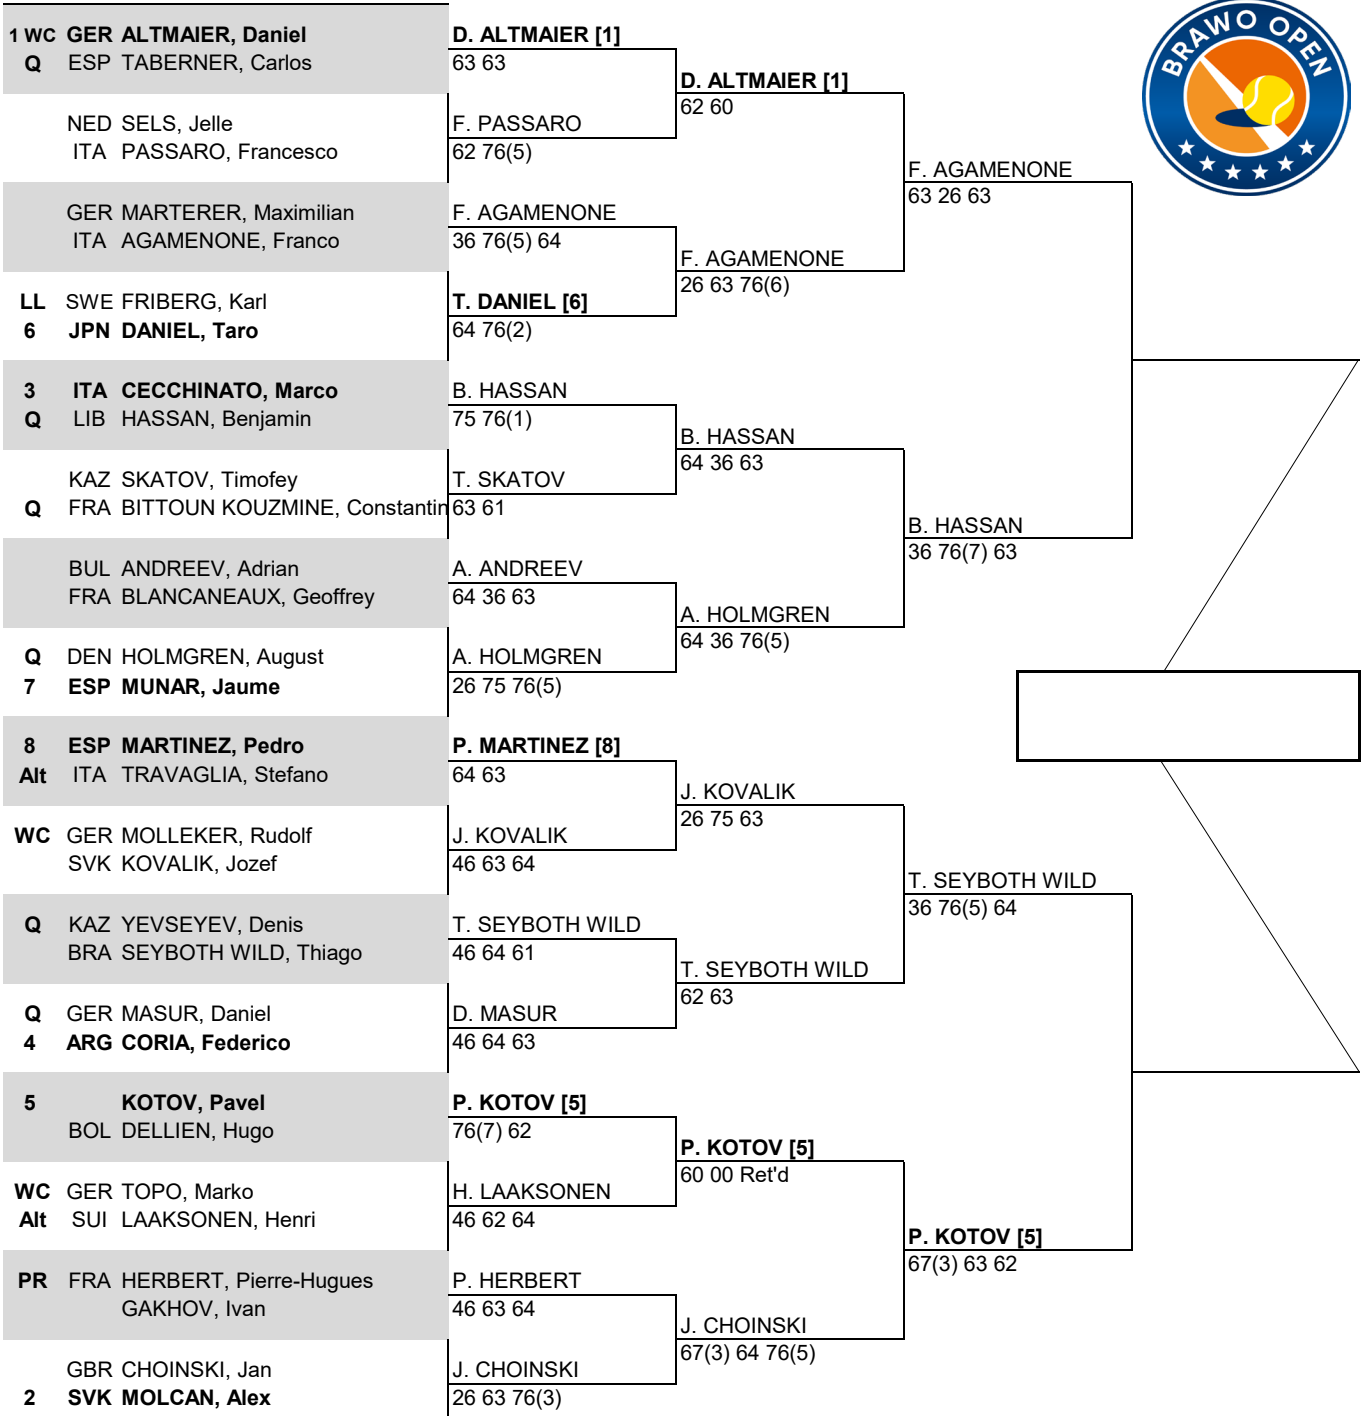 BRAWO OPEN
1 WC GER ALTMAIER, Daniel
Q ESP TABERNER, Carlos
NED SELS, Jelle
ITA PASSARO, Francesco
GER MARTERER, Maximilian
ITA AGAMENONE, Franco
LL SWE FRIBERG, Karl
6 JPN DANIEL, Taro
3 ITA CECCHINATO, Marco
Q LIB HASSAN, Benjamin
KAZ SKATOV, Timofey
Q FRA BITTOUN KOUZMINE, Constantin
BUL ANDREEV, Adrian
FRA BLANCANEAUX, Geoffrey
Q DEN HOLMGREN, August
7 ESP MUNAR, Jaume
8 ESP MARTINEZ, Pedro
Alt ITA TRAVAGLIA, Stefano
WC GER MOLLEKER, Rudolf
SVK KOVALIK, Jozef
Q KAZ YEVSEYEV, Denis
BRA SEYBOTH WILD, Thiago
Q GER MASUR, Daniel
4 ARG CORIA, Federico
5 KOTOV, Pavel
BOL DELLIEN, Hugo
WC GER TOPO, Marko
Alt SUI LAAKSONEN, Henri
PR FRA HERBERT, Pierre-Hugues
GAKHOV, Ivan
GBR CHOINSKI, Jan
2 SVK MOLCAN, Alex
D. ALTMAIER [1]
63 63
F. PASSARO
62 76(5)
F. AGAMENONE
36 76(5) 64
T. DANIEL [6]
64 76(2)
B. HASSAN
75 76(1)
T. SKATOV
63 61
A. ANDREEV
64 36 63
A. HOLMGREN
26 75 76(5)
P. MARTINEZ [8]
64 63
J. KOVALIK
46 63 64
T. SEYBOTH WILD
46 64 61
D. MASUR
46 64 63
P. KOTOV [5]
76(7) 62
H. LAAKSONEN
46 62 64
P. HERBERT
46 63 64
J. CHOINSKI
26 63 76(3)
D. ALTMAIER [1]
62 60
F. AGAMENONE
26 63 76(6)
B. HASSAN
64 36 63
A. HOLMGREN
64 36 76(5)
J. KOVALIK
26 75 63
T. SEYBOTH WILD
62 63
P. KOTOV [5]
60 00 Ret'd
J. CHOINSKI
67(3) 64 76(5)
F. AGAMENONE
63 26 63
B. HASSAN
36 76(7) 63
T. SEYBOTH WILD
36 76(5) 64
P. KOTOV [5]
67(3) 63 62